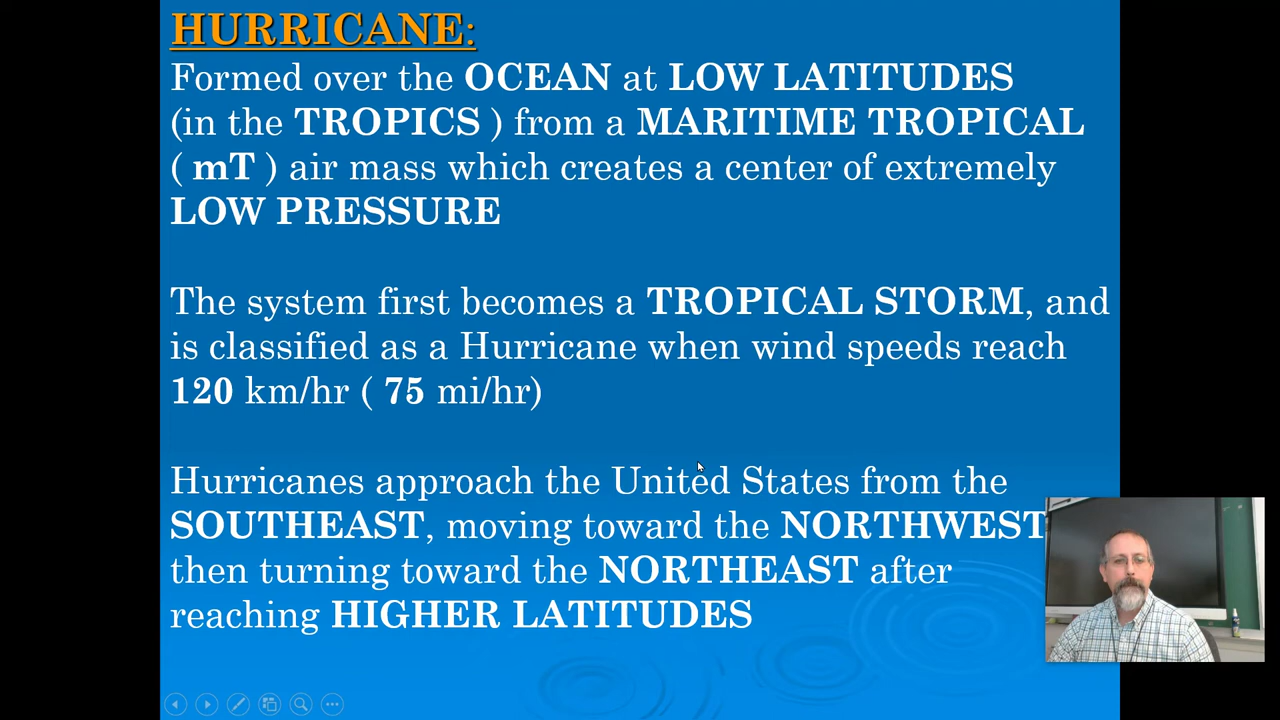 HURRICANE:
Formed over the OCEAN at LOW LATITUDES
(in the TROPICS ) from a MARITIME TROPICAL
( mT ) air mass which creates a center of extremely
LOW PRESSURE
The system first becomes a TROPICAL STORM, and
is classified as a Hurricane when wind speeds reach
120 km/hr ( 75 mi/hr)
Hurricanes approach the United States from the
SOUTHEAST, moving toward the NORTHWEST
then turning toward the NORTHEAST after
reaching HIGHER LATITUDES